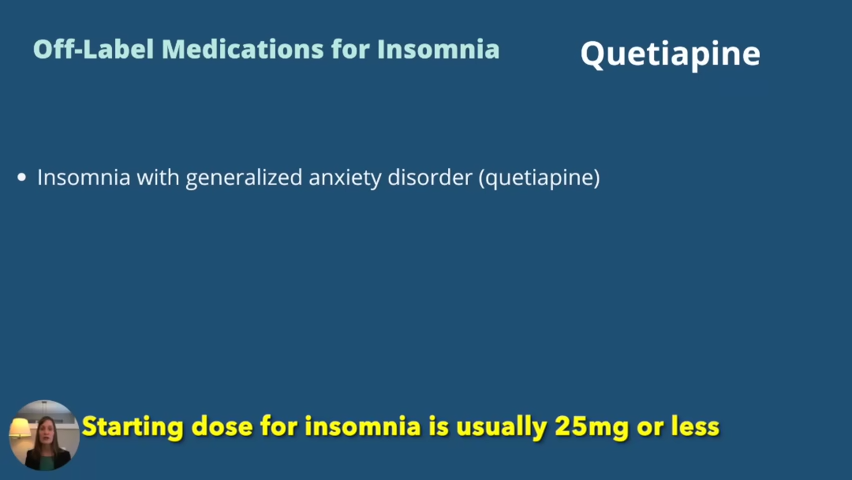 Off-Label Medications for Insomnia
Quetiapine
• Insomnia with generalized anxiety disorder (quetiapine)
Starting dose for insomnia is usually 25mg or less